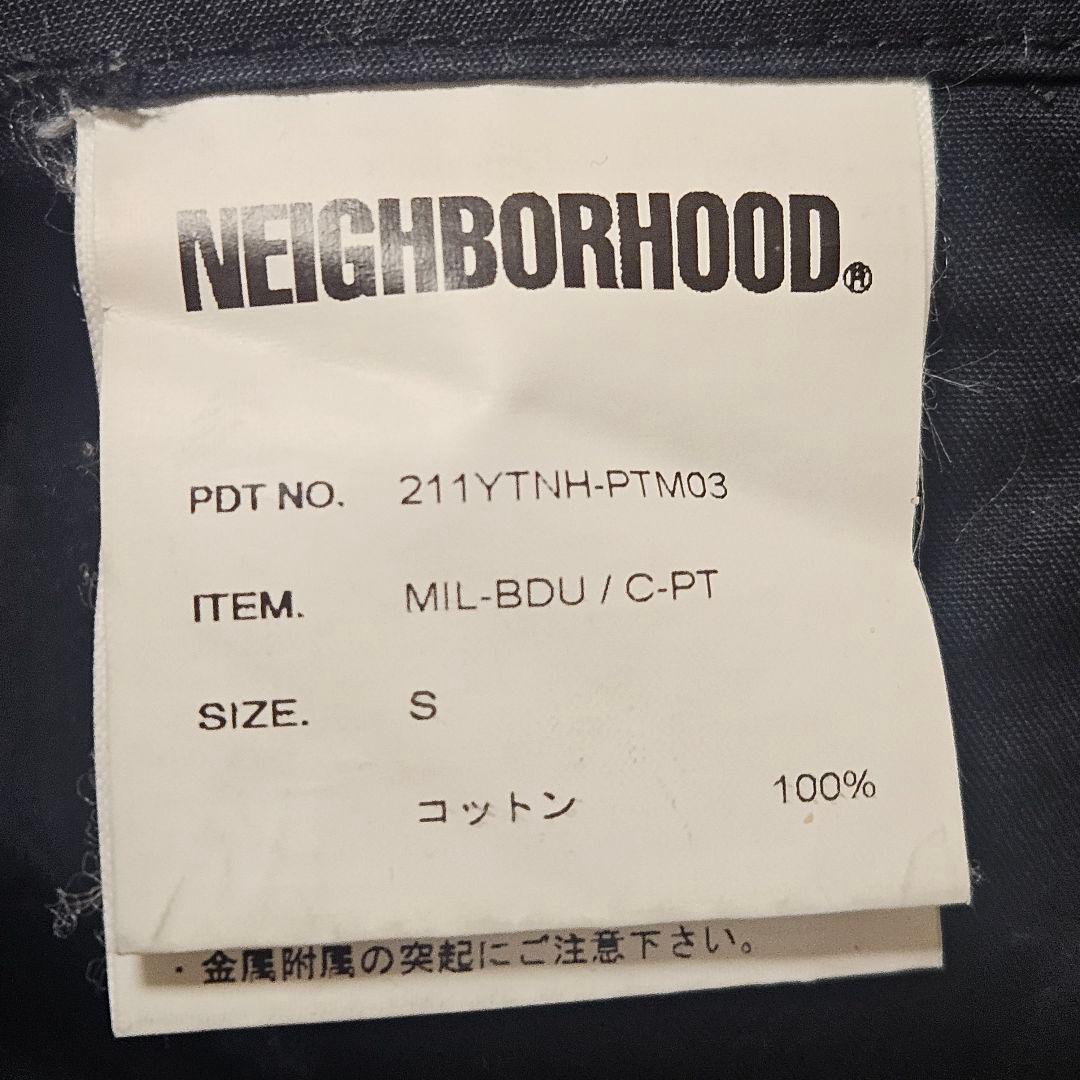 NEIGHBORHOOD®
PDT NO. 211YTNH-PTM03
ITEM. MIL-BDU / C-PT
SIZE. S
コットン 100%
・金属附属の突起にご注意下さい。